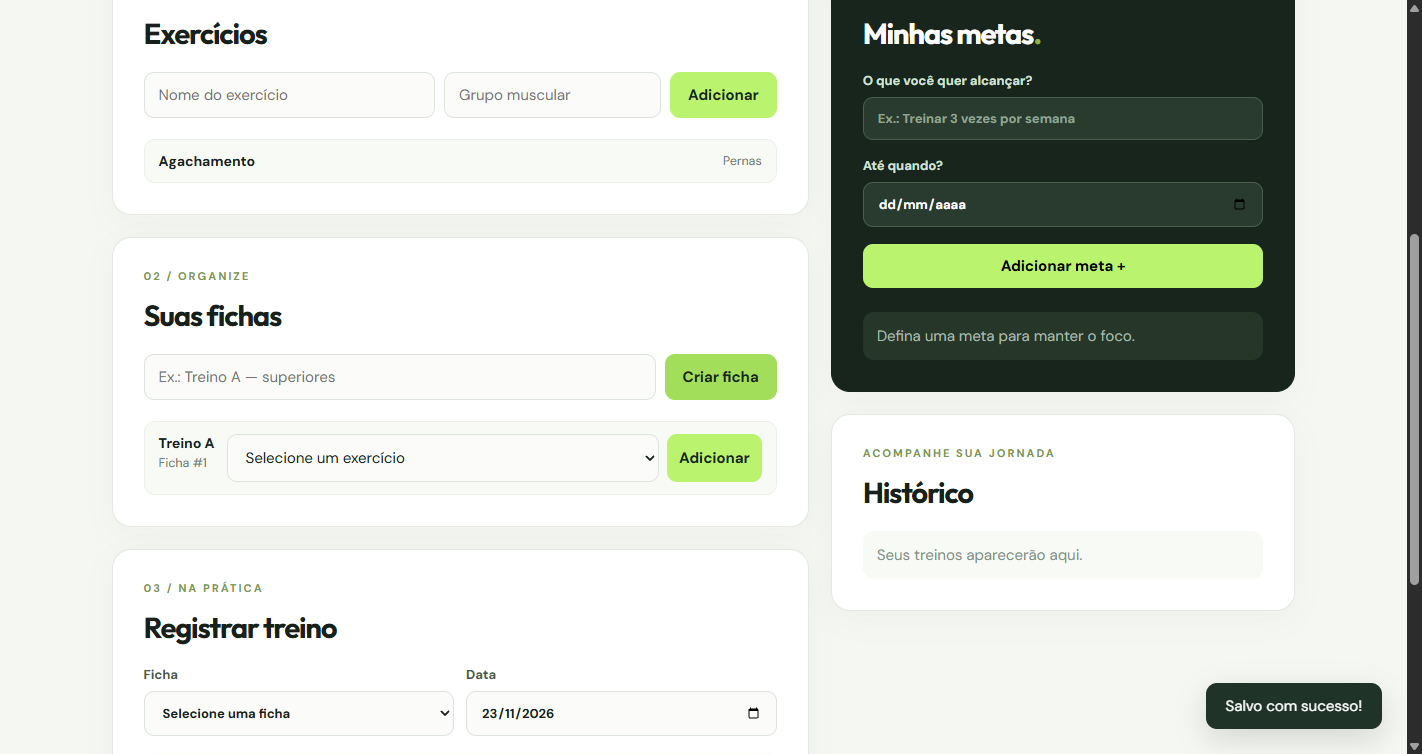 Exercícios
Nome do exercício
Grupo muscular
Adicionar
Agachamento
Pernas
02 / ORGANIZE
Suas fichas
Ex.: Treino A — superiores
Criar ficha
Treino A
Ficha #1
Selecione um exercício
Adicionar
03 / NA PRÁTICA
Registrar treino
Ficha
Data
Selecione uma ficha
23/11/2026
Minhas metas.
O que você quer alcançar?
Ex.: Treinar 3 vezes por semana
Até quando?
dd/mm/aaaa
Adicionar meta +
Defina uma meta para manter o foco.
ACOMPANHE SUA JORNADA
Histórico
Seus treinos aparecerão aqui.
Salvo com sucesso!